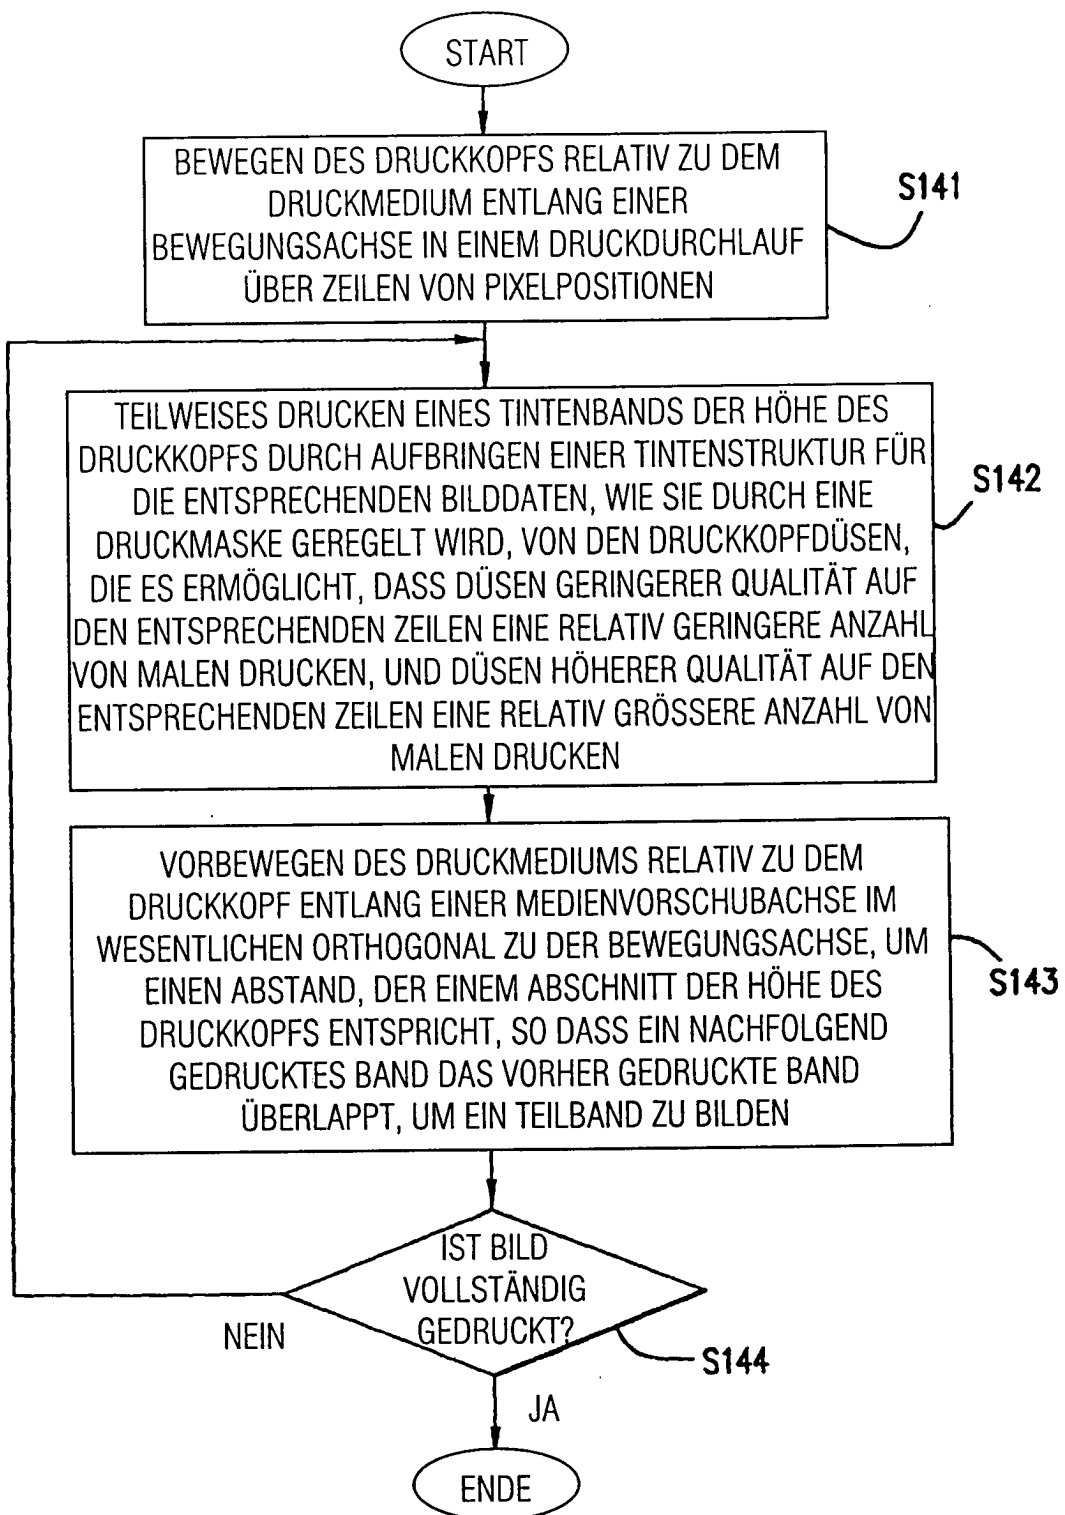 START
BEWEGEN DES DRUCKKOPFS RELATIV ZU DEM
DRUCKMEDIUM ENTLANG EINER
BEWEGUNGSACHSE IN EINEM DRUCKDURCHLAUF
ÜBER ZEILEN VON PIXELPOSITIONEN
S141
TEILWEISES DRUCKEN EINES TINTENBANDS DER HÖHE DES
DRUCKKOPFS DURCH AUFBRINGEN EINER TINTENSTRUKTUR FÜR
DIE ENTSPRECHENDEN BILDDATEN, WIE SIE DURCH EINE
DRUCKMASKE GEREGELT WIRD, VON DEN DRUCKKOPFDÜSEN,
DIE ES ERMÖGLICHT, DASS DÜSEN GERINGERER QUALITÄT AUF
DEN ENTSPRECHENDEN ZEILEN EINE RELATIV GERINGERE ANZAHL
VON MALEN DRUCKEN, UND DÜSEN HÖHERER QUALITÄT AUF DEN
ENTSPRECHENDEN ZEILEN EINE RELATIV GRÖSSERE ANZAHL VON
MALEN DRUCKEN
S142
VORBEWEGEN DES DRUCKMEDIUMS RELATIV ZU DEM
DRUCKKOPF ENTLANG EINER MEDIENVORSCHUBACHSE IM
WESENTLICHEN ORTHOGONAL ZU DER BEWEGUNGSACHSE, UM
EINEN ABSTAND, DER EINEM ABSCHNITT DER HÖHE DES
DRUCKKOPFS ENTSPRICHT, SO DASS EIN NACHFOLGEND
GEDRUCKTES BAND DAS VORHER GEDRUCKTE BAND
ÜBERLAPPT, UM EIN TEILBAND ZU BILDEN
S143
IST BILD
VOLLSTÄNDIG
GEDRUCKT?
NEIN
S144
JA
ENDE